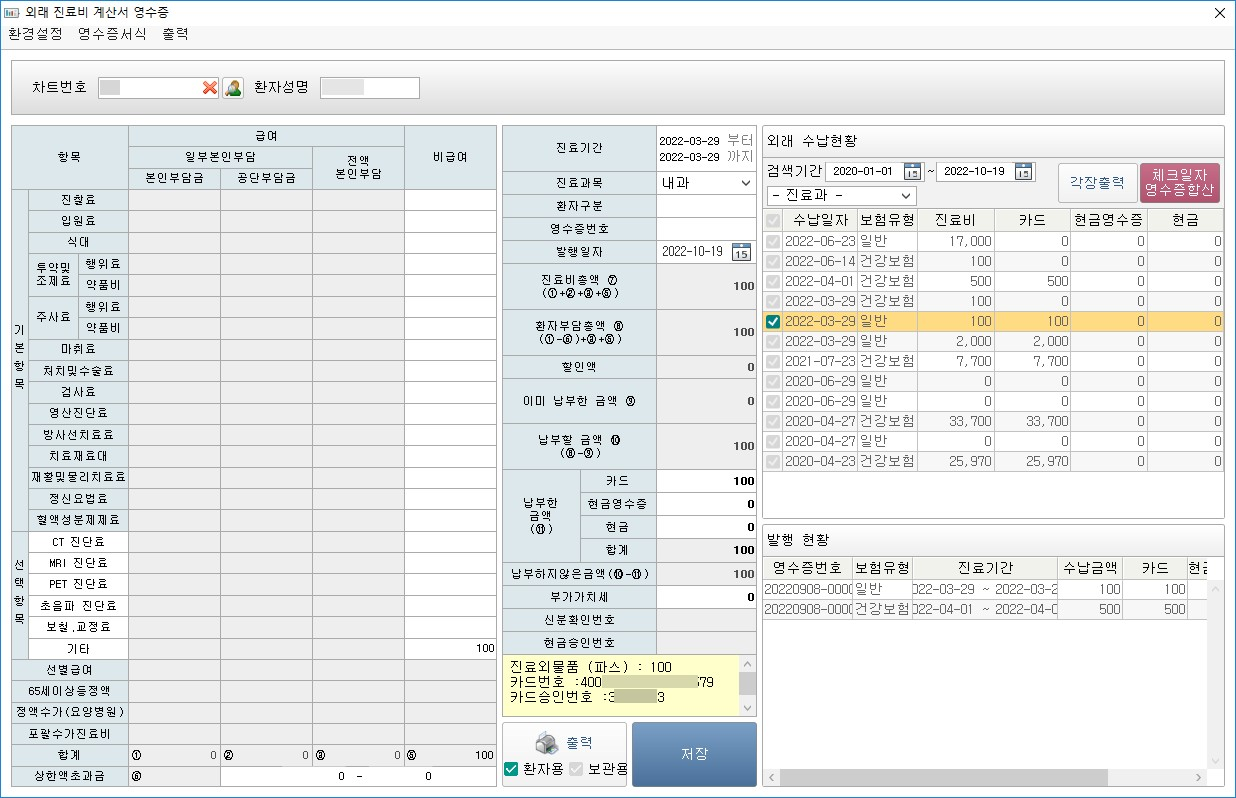 외래 진료비 계산서 영수증
환경설정 영수증서식 출력
차트번호 환자성명
항목 급여 비급여
일부본인부담 전액 본인부담
본인부담금 공단부담금
기본항목
진찰료
입원료
식대
투약및 조제료 행위료
약품비
주사료 행위료
약품비
마취료
처치및수술료
검사료
영상진단료
방사선치료료
치료재료대
재활및물리치료료
정신요법료
혈액성분제제료
선택항목
CT 진단료
MRI 진단료
PET 진단료
초음파 진단료
보철,교정료
기타 100
선별급여
65세이상등정액
정액수가(요양병원)
포괄수가진료비
합계 ① 0 ② 0 ③ 0 ⑤ 100
상한액초과금 ⑥ 0 - 0
진료기간 2022-03-29 부터
2022-03-29 까지
진료과목 내과
환자구분
영수증번호
발행일자 2022-10-19 15
진료비총액 ⑦
(①+②+③+⑤) 100
환자부담총액 ⑧
(①-⑥)+③+⑤) 100
할인액 0
이미 납부한 금액 ⑨ 0
납부할 금액 ⑩
(⑧-⑨) 100
납부한 금액 (⑪)
카드 100
현금영수증 0
현금 0
합계 100
납부하지않은금액(⑩-⑪) 100
부가가치세 0
신분확인번호
현금승인번호
진료외물품 (파스) : 100
카드번호 :400 579
카드승인번호 :3 3
출력
환자용 보관용
저장
외래 수납현황
검색기간 2020-01-01 15 ~ 2022-10-19 15
- 진료과 -
각장출력
체크일자
영수증합산
수납일자 보험유형 진료비 카드 현금영수증 현금
2022-06-23 일반 17,000 0 0 0
2022-06-14 건강보험 100 0 0 0
2022-04-01 건강보험 500 500 0 0
2022-03-29 건강보험 100 0 0 0
2022-03-29 일반 100 100 0 0
2022-03-29 일반 2,000 2,000 0 0
2021-07-23 건강보험 7,700 7,700 0 0
2020-06-29 일반 0 0 0 0
2020-06-29 일반 0 0 0 0
2020-04-27 건강보험 33,700 33,700 0 0
2020-04-27 일반 0 0 0 0
2020-04-23 건강보험 25,970 25,970 0 0
발행 현황
영수증번호 보험유형 진료기간 수납금액 카드 현금
20220908-0000 일반 022-03-29 ~ 2022-03-2 100 100
20220908-0000 건강보험 022-04-01 ~ 2022-04-0 500 500